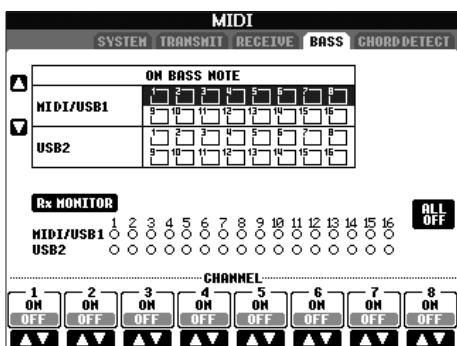 MIDI
SYSTEM TRANSMIT RECEIVE BASS CHORD DETECT
ON BASS NOTE
MIDI/USB1
1 2 3 4 5 6 7 8
9 10 11 12 13 14 15 16
USB2
1 2 3 4 5 6 7 8
9 10 11 12 13 14 15 16
Rx MONITOR
1 2 3 4 5 6 7 8 9 10 11 12 13 14 15 16
MIDI/USB1
USB2
ALL OFF
CHANNEL
1 2 3 4 5 6 7 8
ON ON ON ON ON ON ON ON
OFF OFF OFF OFF OFF OFF OFF OFF